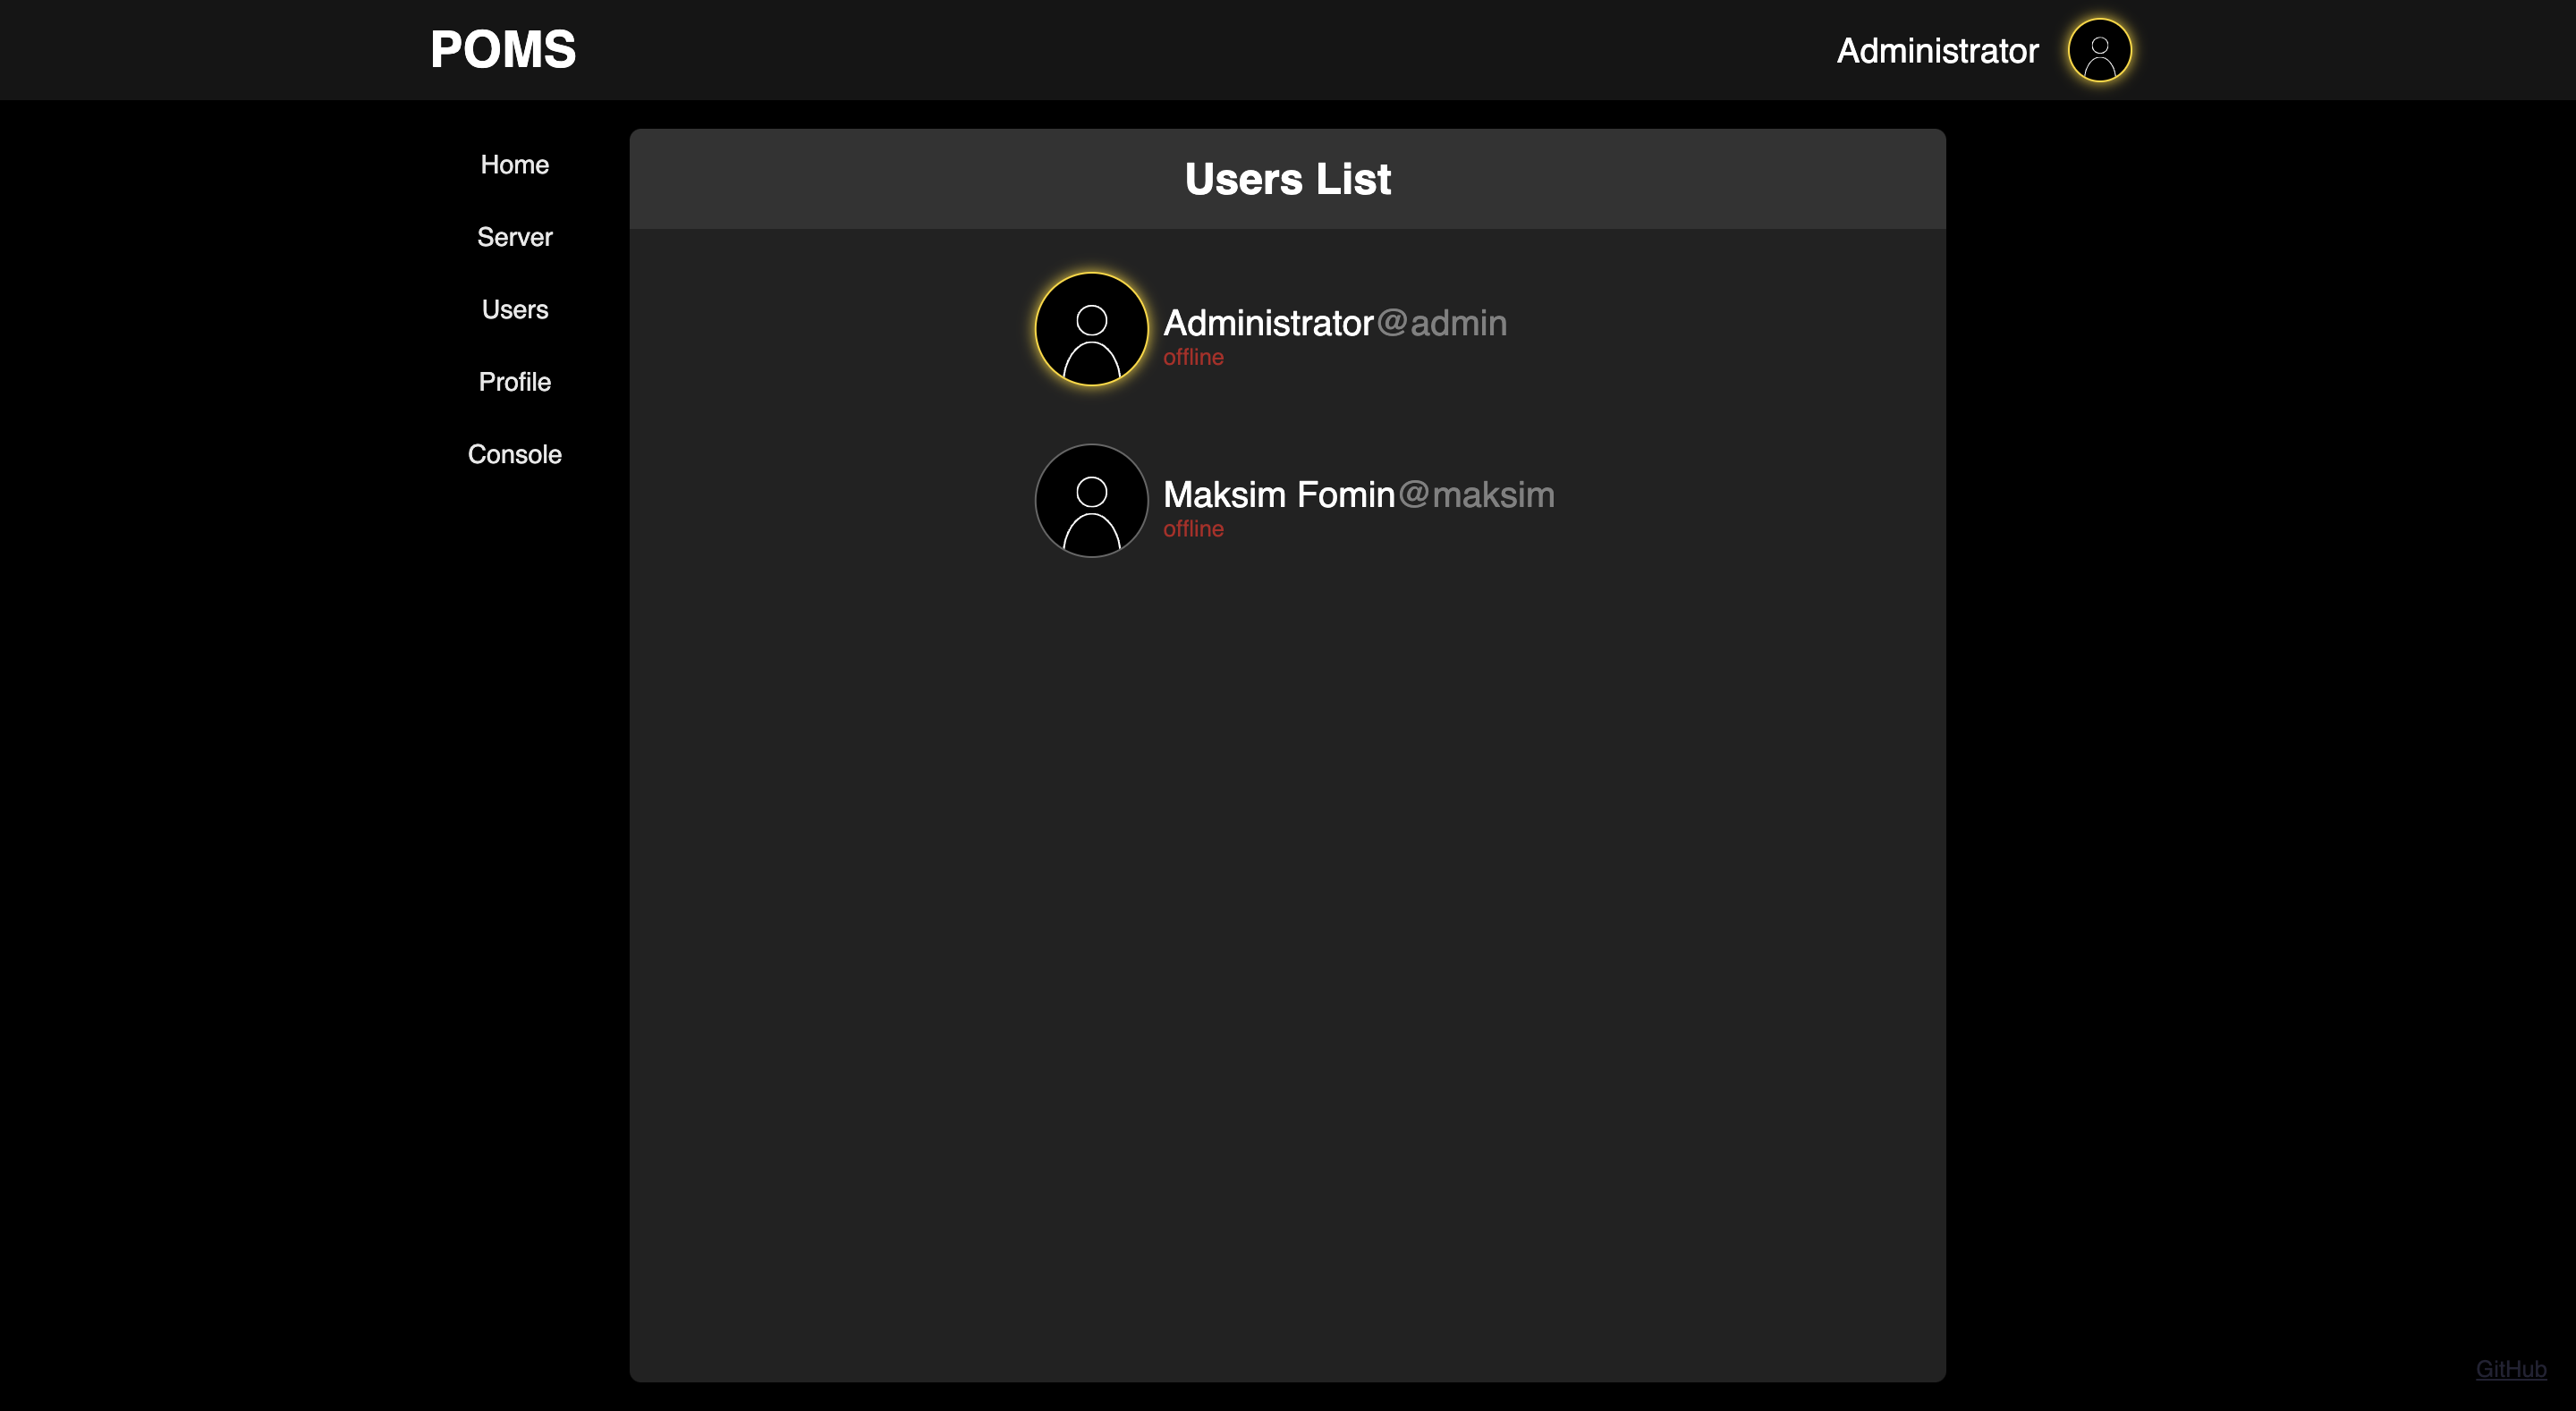 POMS
Administrator
Home
Server
Users
Profile
Console
Users List
Administrator@admin
offline
Maksim Fomin@maksim
offline
GitHub